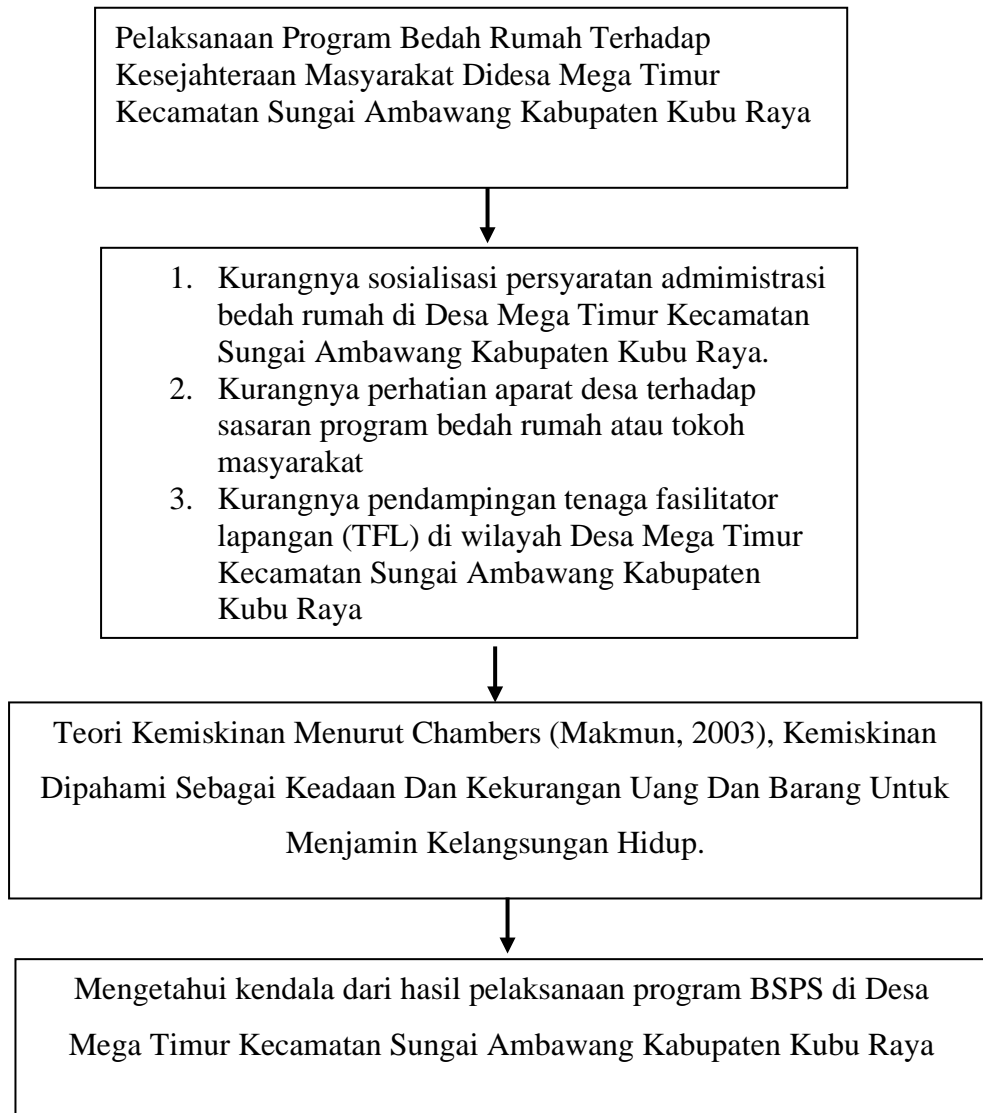 Pelaksanaan Program Bedah Rumah Terhadap
Kesejahteraan Masyarakat Didesa Mega Timur
Kecamatan Sungai Ambawang Kabupaten Kubu Raya
1. Kurangnya sosialisasi persyaratan admimistrasi
bedah rumah di Desa Mega Timur Kecamatan
Sungai Ambawang Kabupaten Kubu Raya.
2. Kurangnya perhatian aparat desa terhadap
sasaran program bedah rumah atau tokoh
masyarakat
3. Kurangnya pendampingan tenaga fasilitator
lapangan (TFL) di wilayah Desa Mega Timur
Kecamatan Sungai Ambawang Kabupaten
Kubu Raya
Teori Kemiskinan Menurut Chambers (Makmun, 2003), Kemiskinan
Dipahami Sebagai Keadaan Dan Kekurangan Uang Dan Barang Untuk
Menjamin Kelangsungan Hidup.
Mengetahui kendala dari hasil pelaksanaan program BSPS di Desa
Mega Timur Kecamatan Sungai Ambawang Kabupaten Kubu Raya